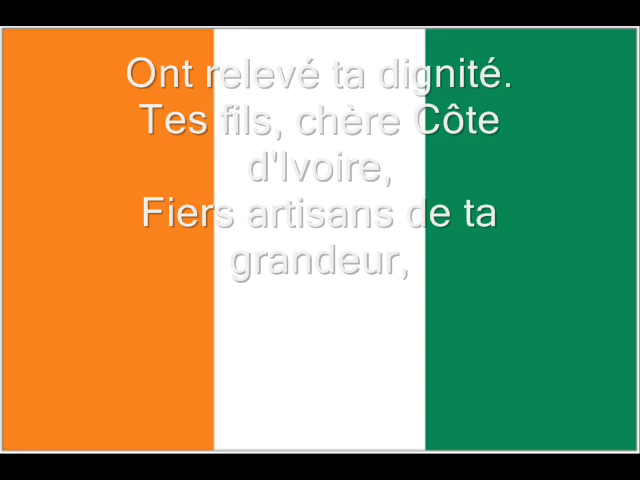 Ont relevé ta dignité.
Tes fils, chère Côte
d'Ivoire,
Fiers artisans de ta
grandeur,